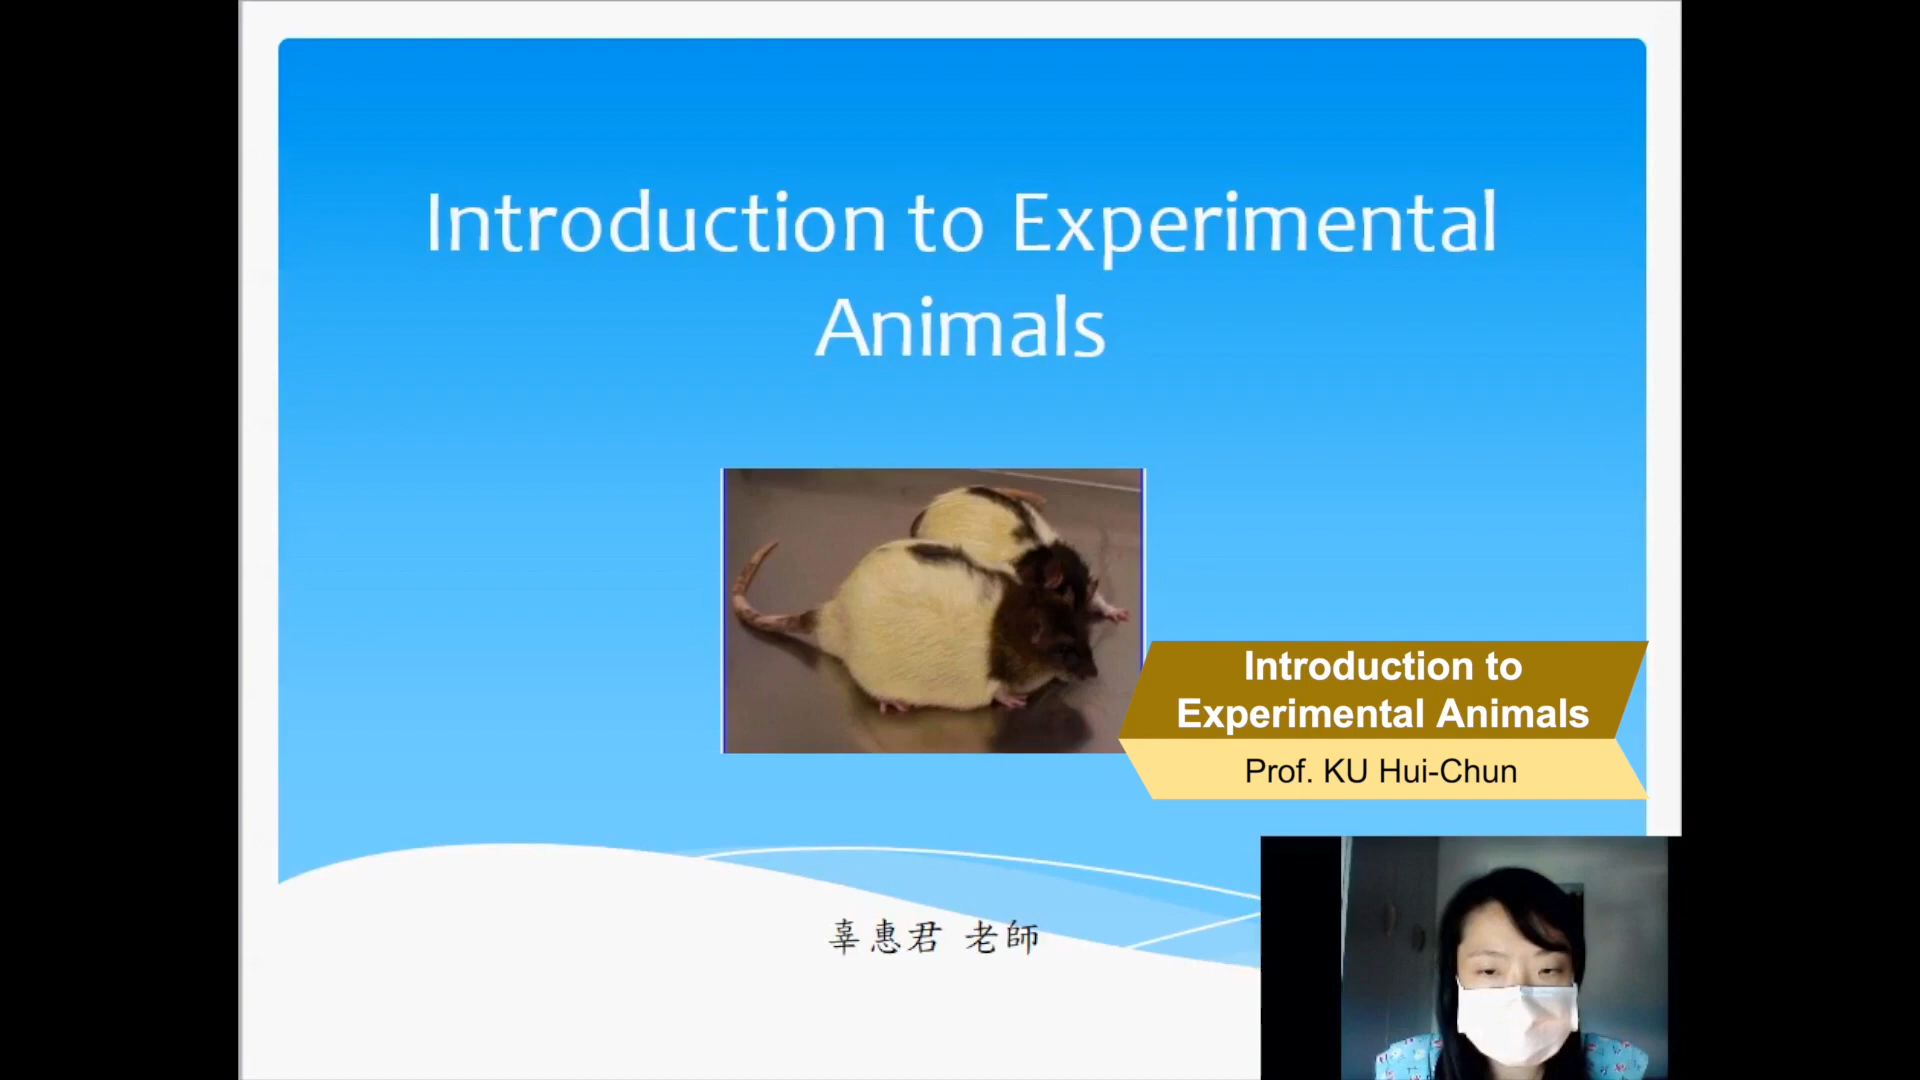 Introduction to Experimental
Animals
Introduction to
Experimental Animals
Prof. KU Hui-Chun
辜惠君 老師